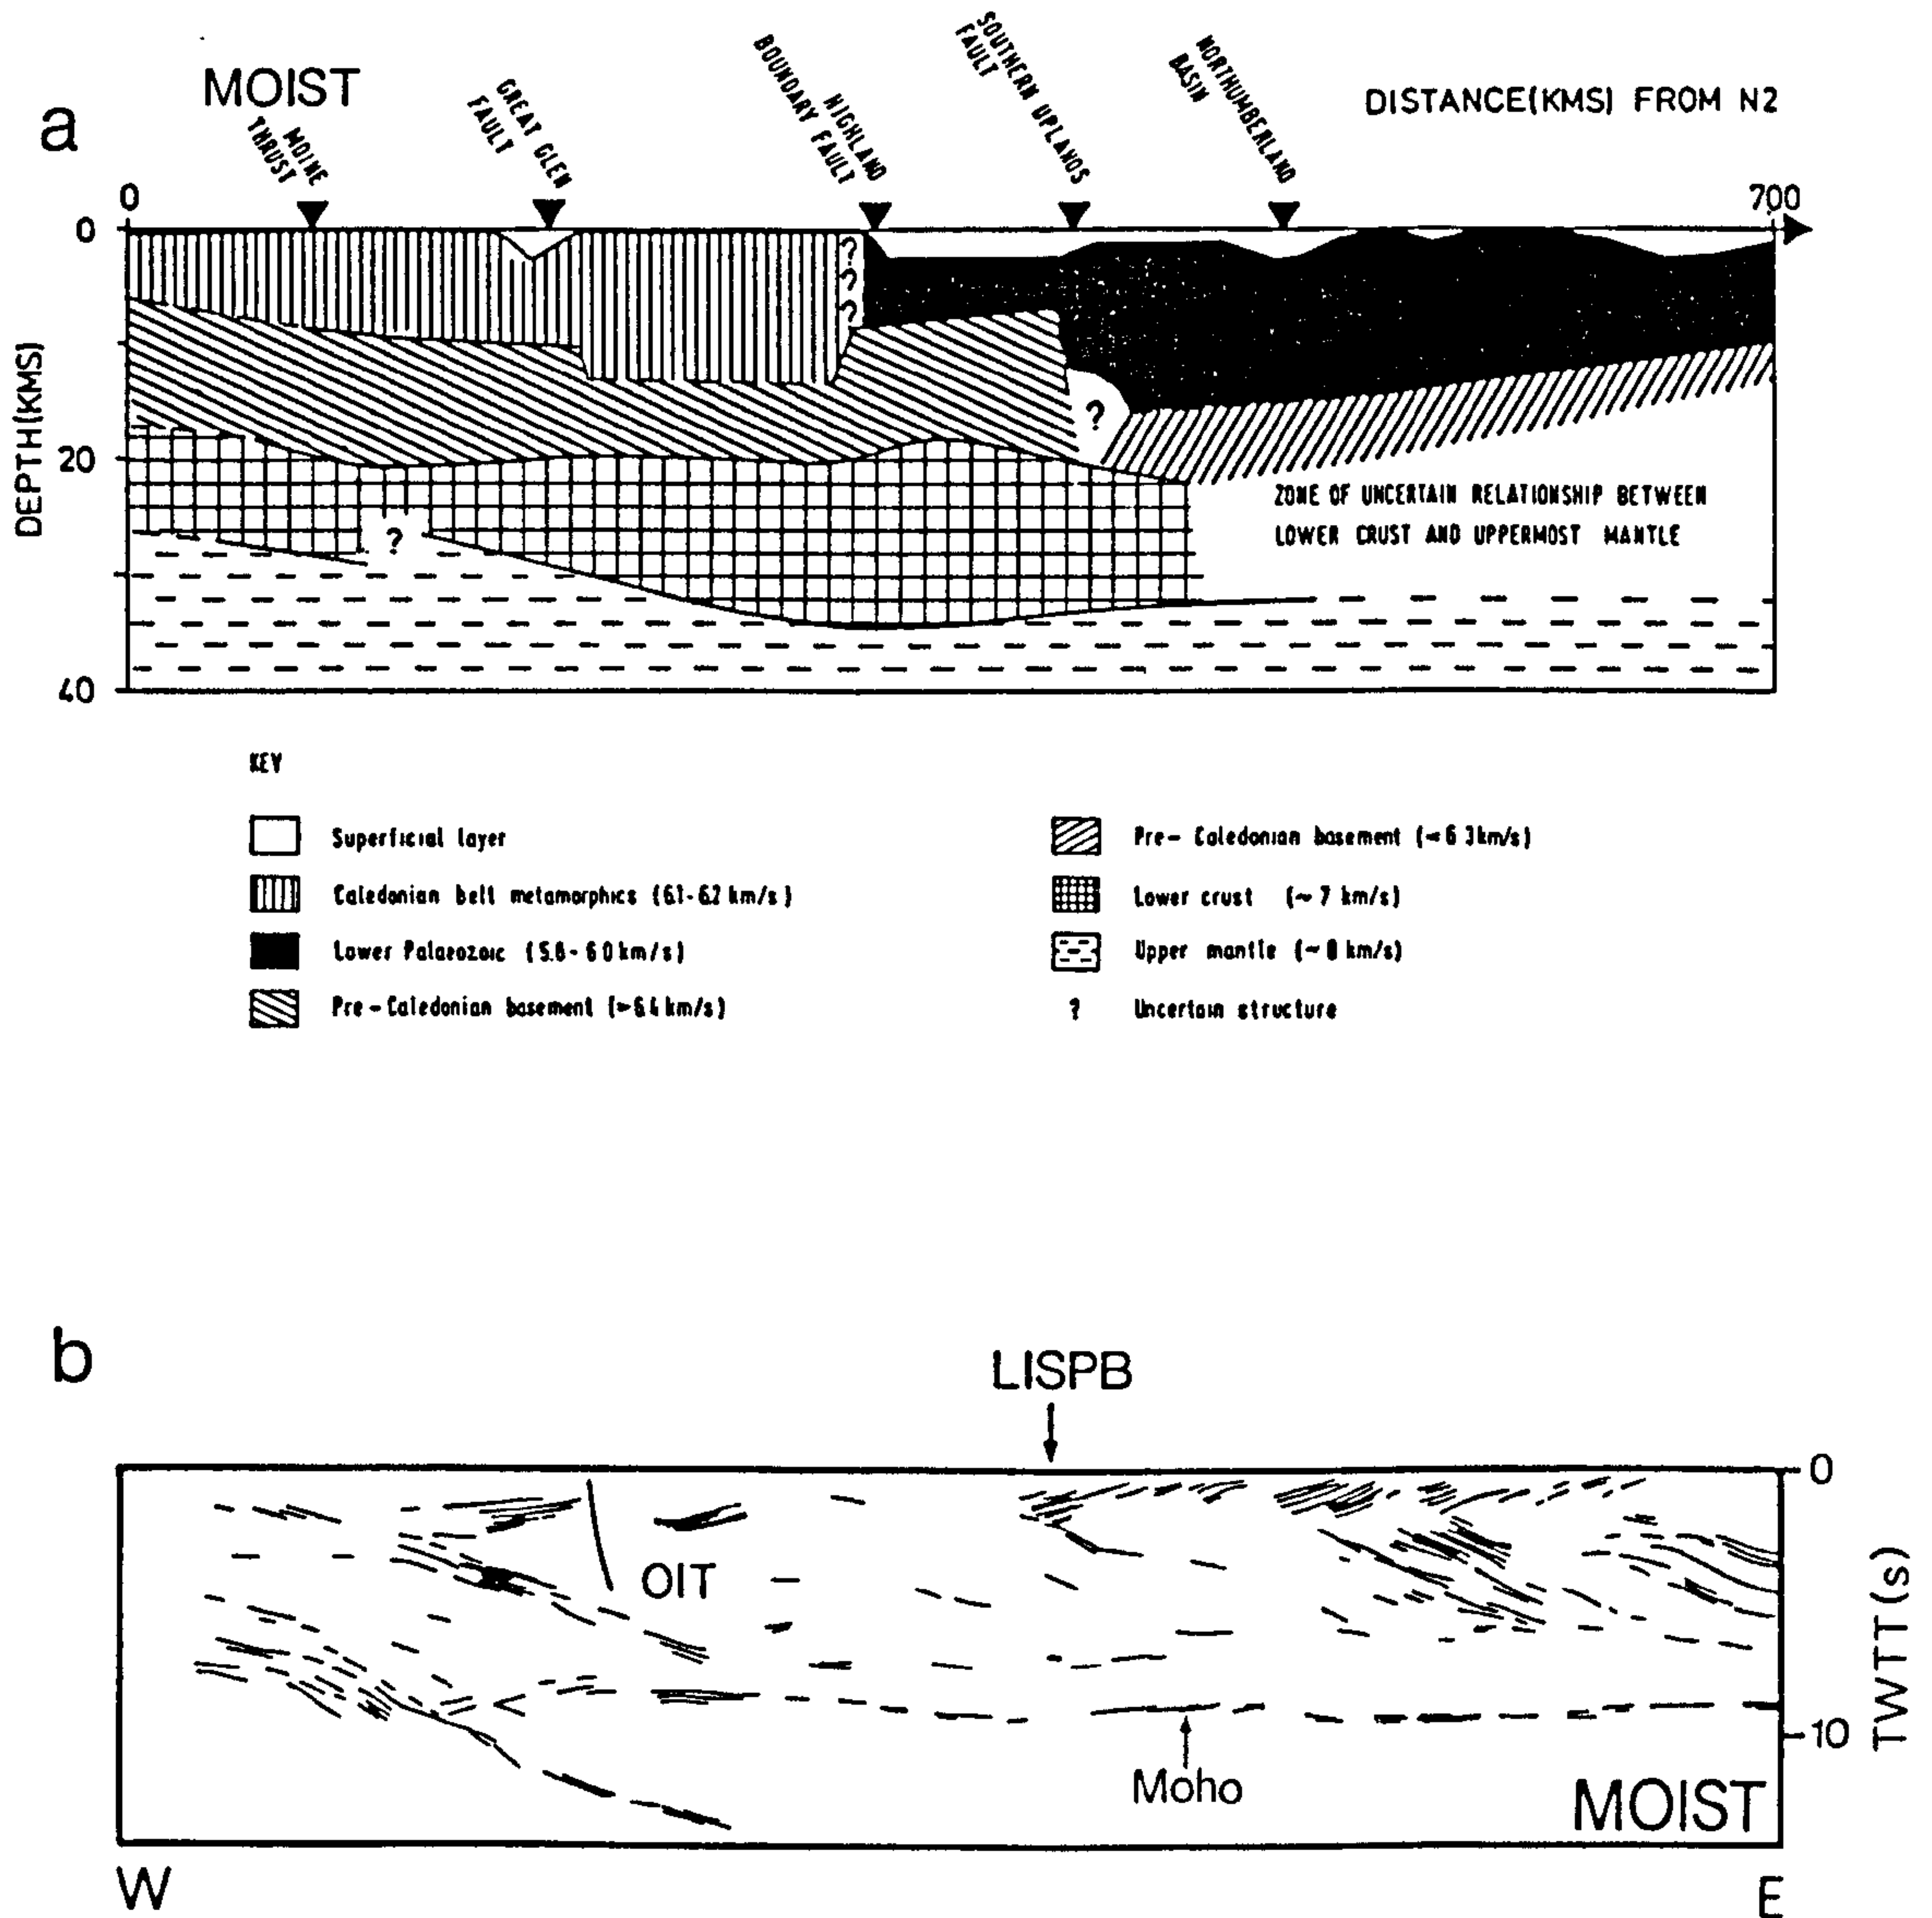 a
MOIST
MOINE
THRUST
GREAT GLEN
FAULT
HIGHLAND
BOUNDARY FAULT
SOUTHERN UPLANDS
FAULT
NORTHUMBERLAND
BASIN
DISTANCE(KMS) FROM N2
0
700
0
20
40
DEPTH(KMS)
?
?
?
?
?
ZONE OF UNCERTAIN RELATIONSHIP BETWEEN
LOWER CRUST AND UPPERMOST MANTLE
KEY
Superficial layer
Caledonian belt metamorphics (6.1-6.2 km/s)
Lower Palaeozoic (5.8-6.0 km/s)
Pre-Caledonian basement (>6.4 km/s)
Pre-Caledonian basement (<6.3 km/s)
Lower crust (~7 km/s)
Upper mantle (~8 km/s)
? Uncertain structure
b
LISPB
0
OIT
10
TWTT (s)
Moho
MOIST
W
E